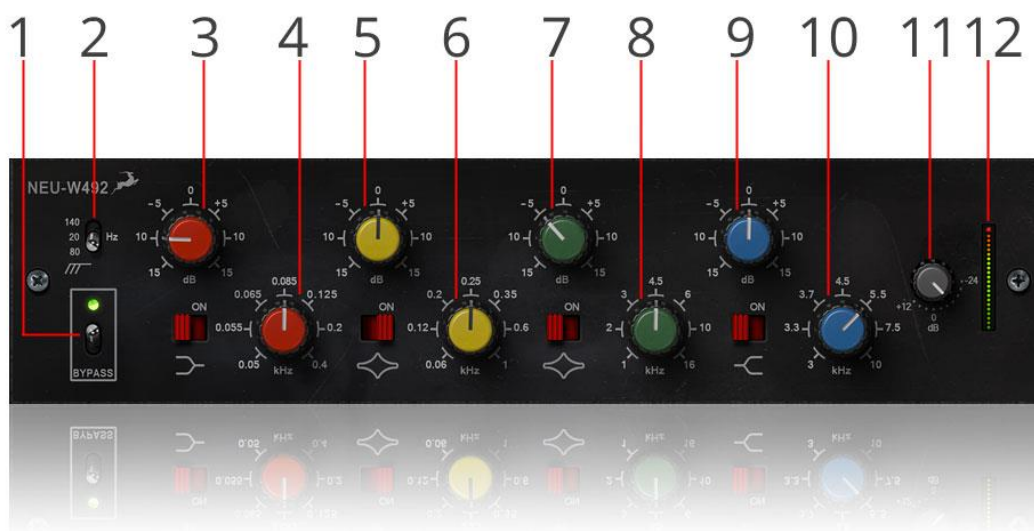 1 2 3 4 5 6 7 8 9 10 11 12
NEU-W492
0 0 0 0
-5 +5 -5 +5 -5 +5 -5 +5
140
20 Hz
80
10 10 10 10 10 10 10 10
15 15 15 15 15 15 15 15
dB dB dB dB
-24
+12
0
dB
ON ON ON ON
0.085 0.25 4.5 4.5
0.065 0.125 0.2 0.35 3 6 3.7 5.5
0.055 0.2 0.12 0.6 2 10 3.3 7.5
0.05 0.4 0.06 1 1 16 3 10
kHz kHz kHz kHz
BYPASS